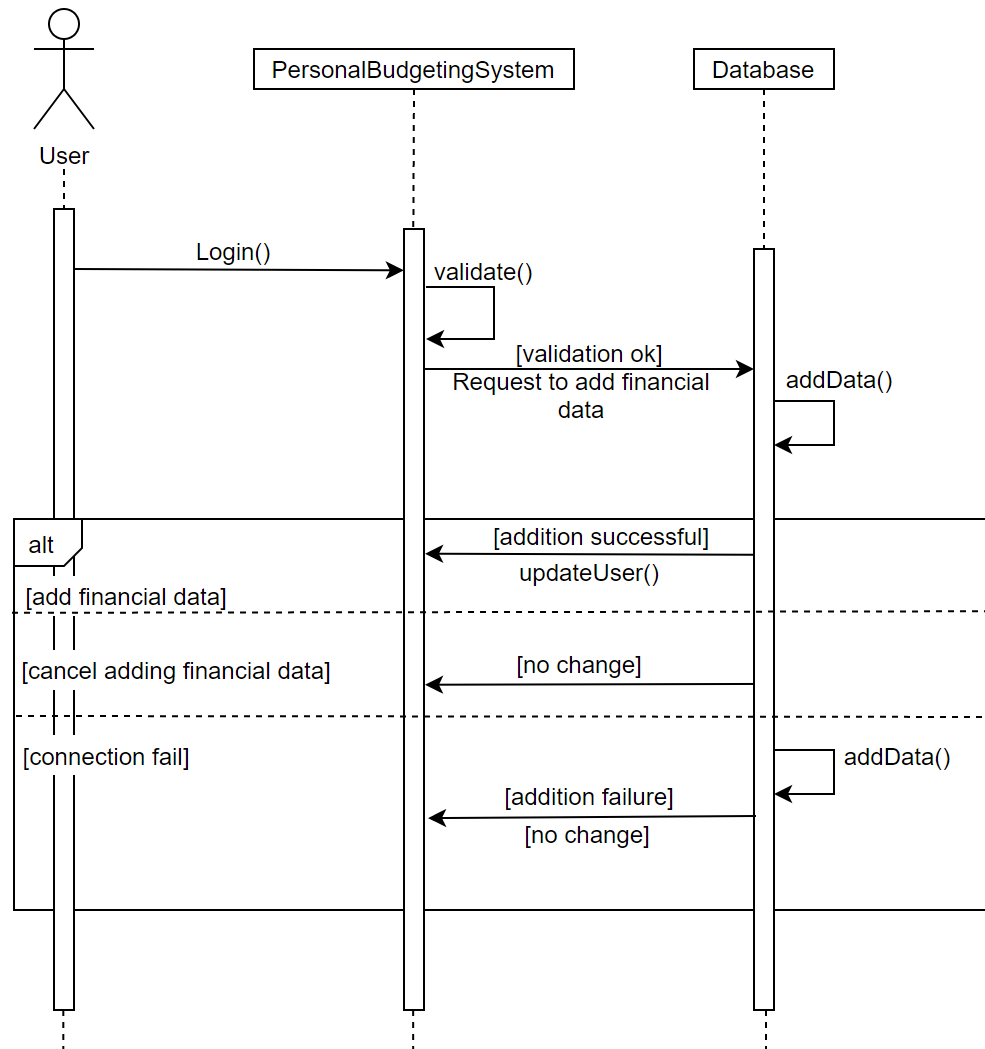 PersonalBudgetingSystem
Database
User
Login()
validate()
[validation ok]
Request to add financial
data
addData()
alt
[addition successful]
updateUser()
[add financial data]
[no change]
[cancel adding financial data]
[connection fail]
addData()
[addition failure]
[no change]